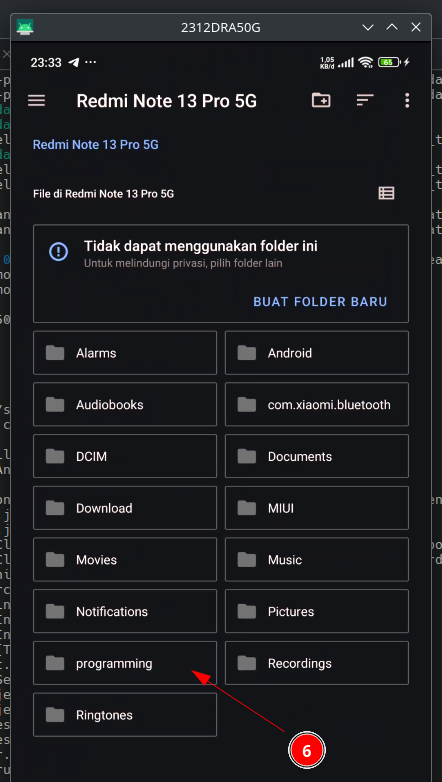 2312DRA50G
23:33
1,05
KB/d
65
Redmi Note 13 Pro 5G
Redmi Note 13 Pro 5G
File di Redmi Note 13 Pro 5G
Tidak dapat menggunakan folder ini
Untuk melindungi privasi, pilih folder lain
BUAT FOLDER BARU
Alarms
Android
Audiobooks
com.xiaomi.bluetooth
DCIM
Documents
Download
MIUI
Movies
Music
Notifications
Pictures
programming
Recordings
Ringtones
6